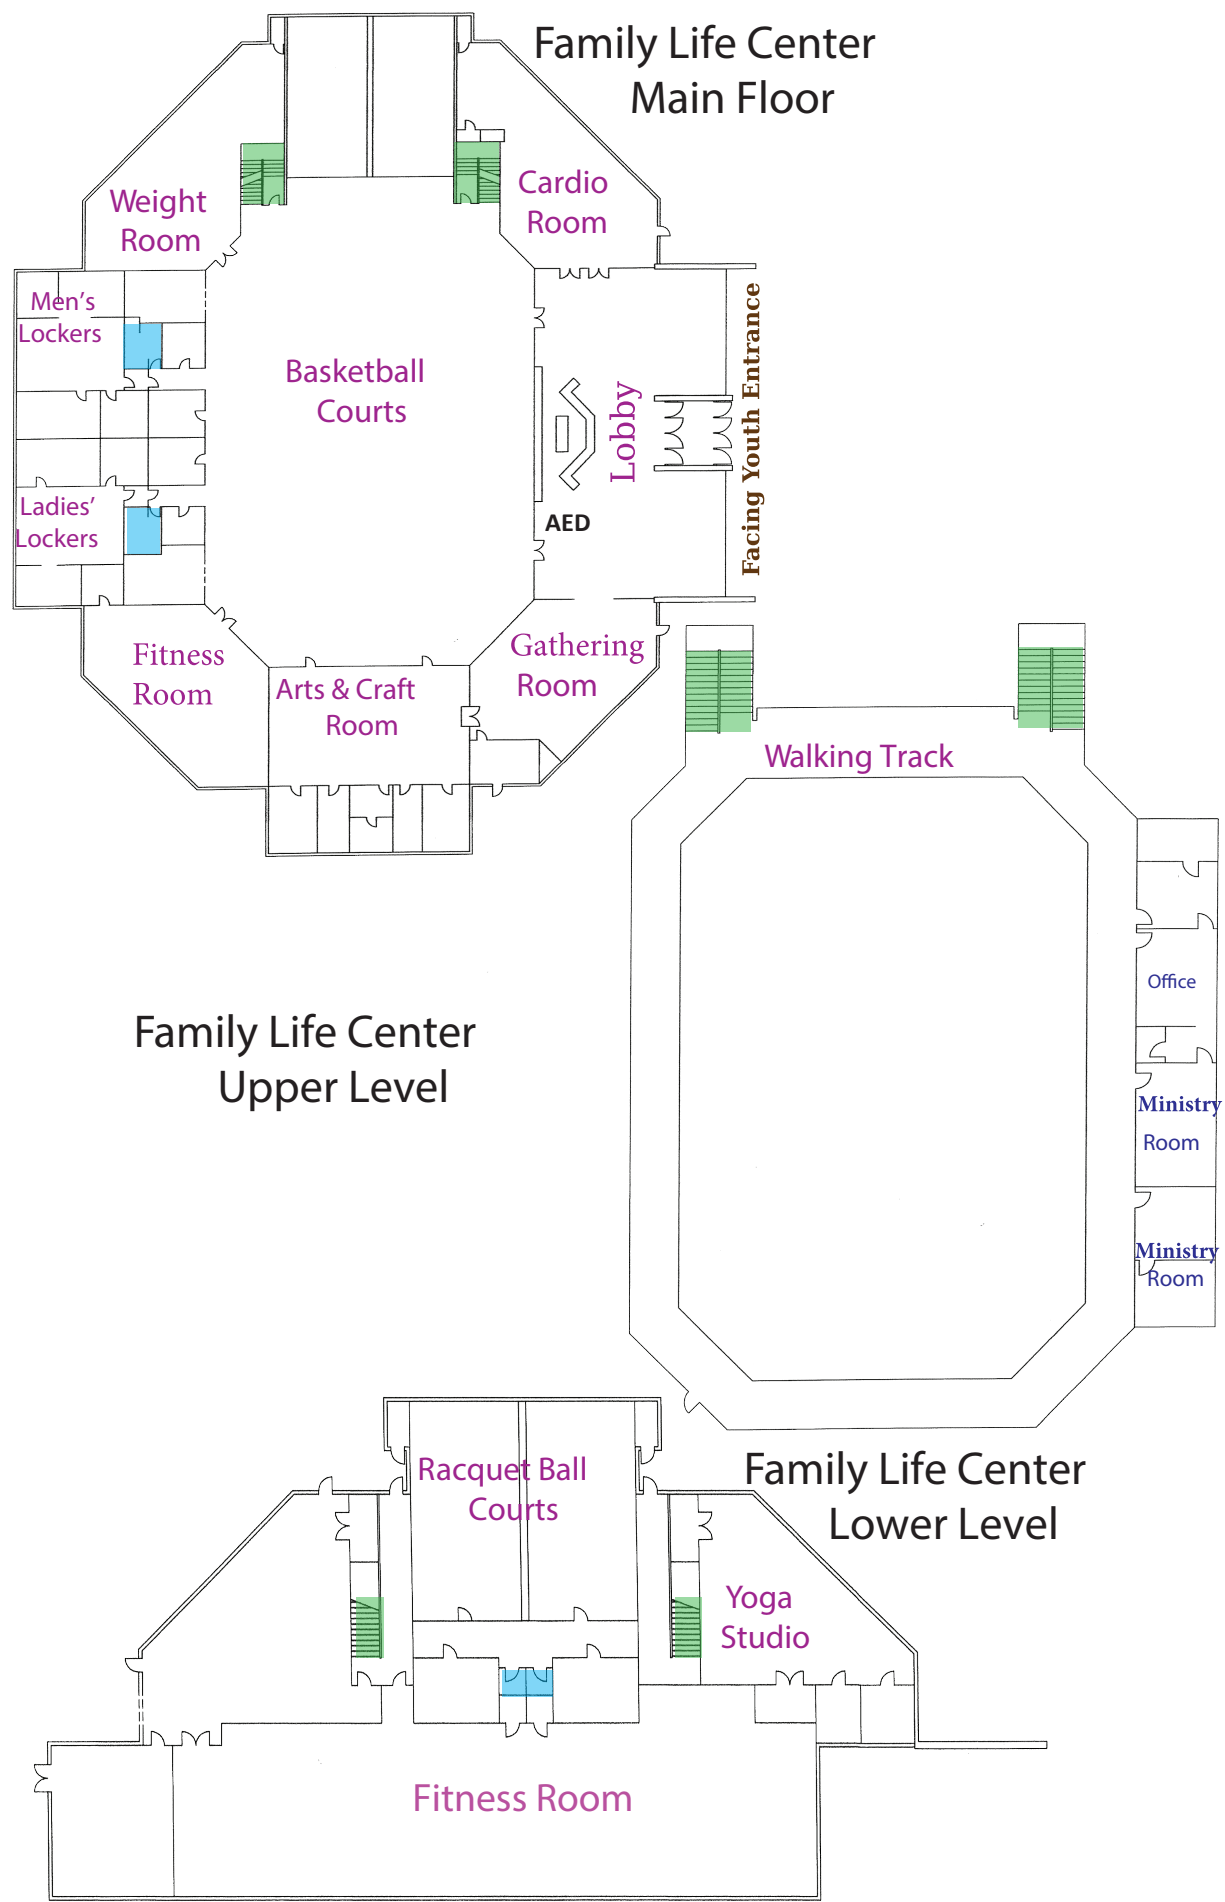 Family Life Center
Main Floor
Weight
Room
Cardio
Room
Men's
Lockers
Basketball
Courts
Lobby
Facing Youth Entrance
Ladies'
Lockers
AED
Fitness
Room
Arts & Craft
Room
Gathering
Room
Walking Track
Office
Ministry
Room
Ministry
Room
Family Life Center
Upper Level
Family Life Center
Lower Level
Racquet Ball
Courts
Yoga
Studio
Fitness Room